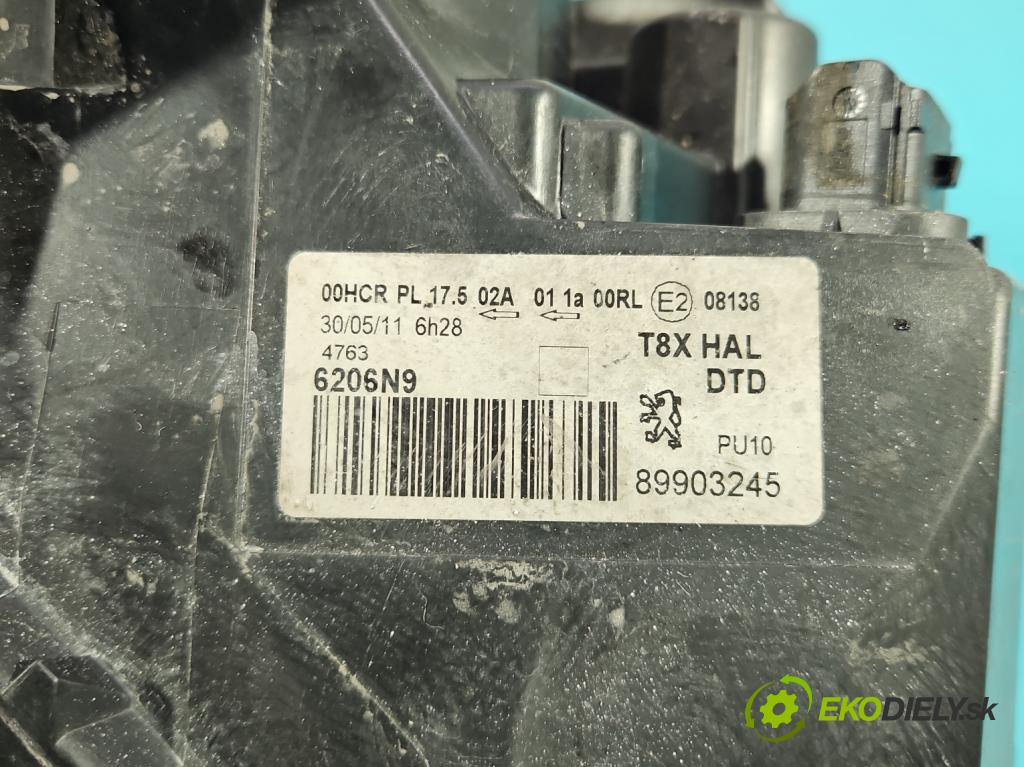 00HCR PL 17.5 02A 01 1a 00RL E2 08138
30/05/11 6h28
4763
T8X HAL
6206N9
DTD
PU10
89903245
EKODIELY.sk